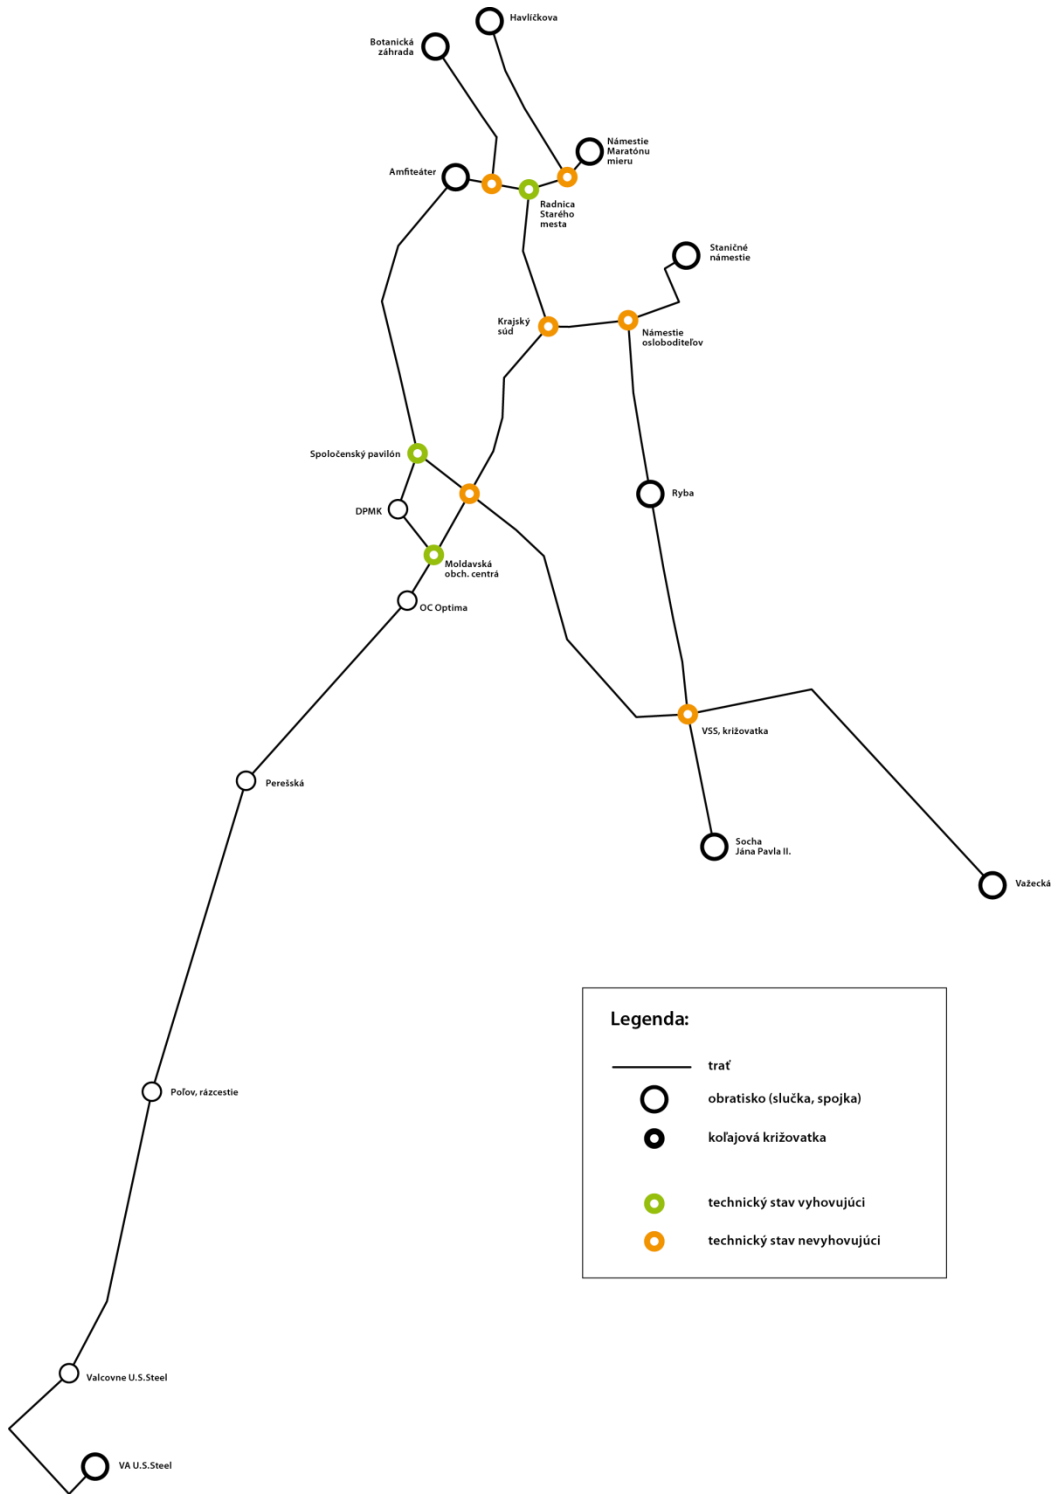 Havlíčkova
Botanická
záhrada
Námestie
Maratónu
mieru
Amfiteáter
Radnica
Starého
mesta
Staničné
námestie
Krajský
súd
Námestie
osloboditeľov
Spoločenský pavilón
Ryba
DPMK
Moldavská
obch. centrá
OC Optima
VSS, križovatka
Perešská
Socha
Jána Pavla II.
Važecká
Legenda:
trať
obratisko (slučka, spojka)
koľajová križovatka
technický stav vyhovujúci
technický stav nevyhovujúci
Poľov, rázcestie
Valcovne U.S.Steel
VA U.S.Steel